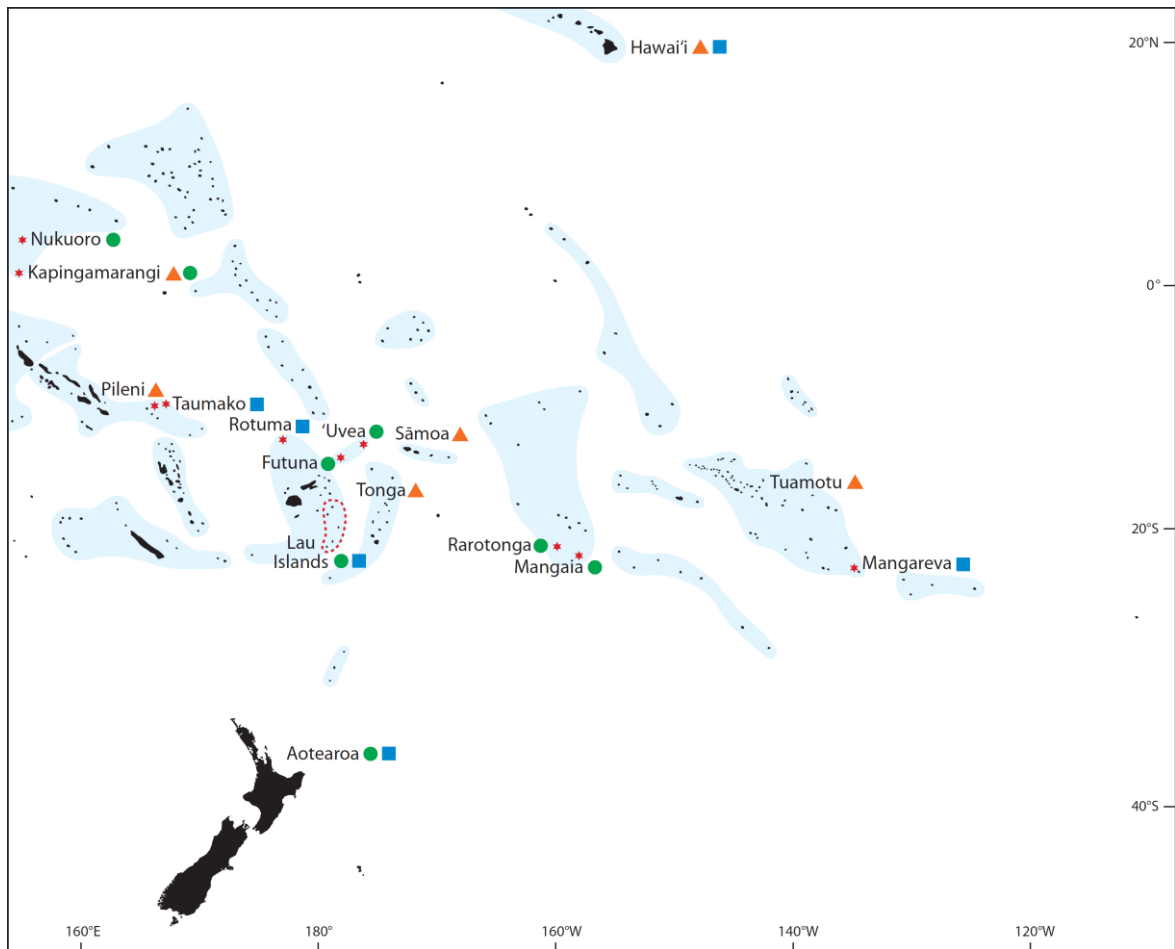 Hawai‘i
20°N
Nukuoro
Kapingamarangi
0°
Pileni
Taumako
Rotuma
‘Uvea
Sāmoa
Futuna
Tonga
Tuamotu
Lau
Islands
20°S
Rarotonga
Mangaia
Mangareva
Aotearoa
40°S
160°E
180°
160°W
140°W
120°W